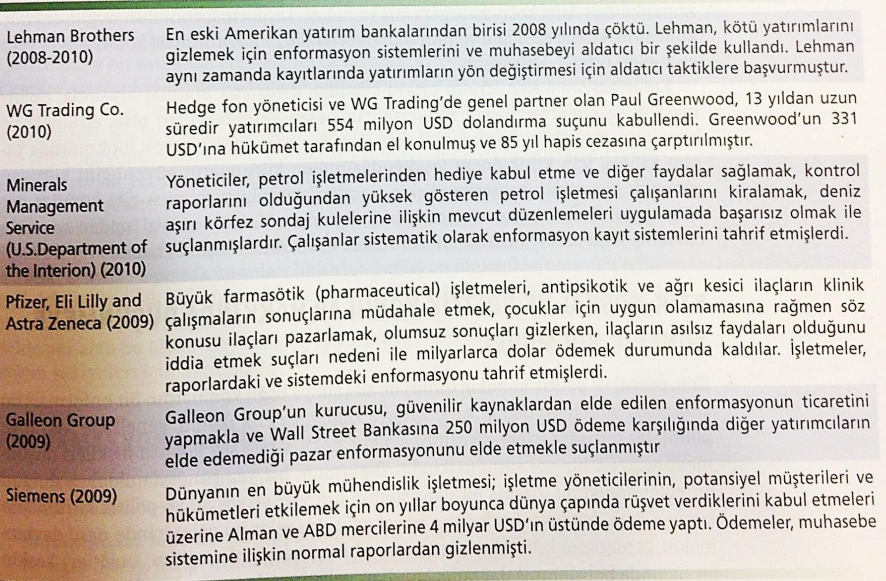 Lehman Brothers
(2008-2010)
En eski Amerikan yatırım bankalarından birisi 2008 yılında çöktü. Lehman, kötü yatırımlarını
gizlemek için enformasyon sistemlerini ve muhasebeyi aldatıcı bir şekilde kullandı. Lehman
aynı zamanda kayıtlarında yatırımların yön değiştirmesi için aldatıcı taktiklere başvurmuştur.
WG Trading Co.
(2010)
Hedge fon yöneticisi ve WG Trading'de genel partner olan Paul Greenwood, 13 yıldan uzun
süredir yatırımcıları 554 milyon USD dolandırma suçunu kabullendi. Greenwood'un 331
USD'ına hükümet tarafından el konulmuş ve 85 yıl hapis cezasına çarptırılmıştır.
Minerals
Management
Service
(U.S.Department of
the Interion) (2010)
Yöneticiler, petrol işletmelerinden hediye kabul etme ve diğer faydalar sağlamak, kontrol
raporlarını olduğundan yüksek gösteren petrol işletmesi çalışanlarını kiralamak, deniz
aşırı körfez sondaj kulelerine ilişkin mevcut düzenlemeleri uygulamada başarısız olmak ile
suçlanmışlardır. Çalışanlar sistematik olarak enformasyon kayıt sistemlerini tahrif etmişlerdi.
Pfizer, Eli Lilly and
Astra Zeneca (2009)
Büyük farmasötik (pharmaceutical) işletmeleri, antipsikotik ve ağrı kesici ilaçların klinik
çalışmaların sonuçlarına müdahale etmek, çocuklar için uygun olamamasına rağmen söz
konusu ilaçları pazarlamak, olumsuz sonuçları gizlerken, ilaçların asılsız faydaları olduğunu
iddia etmek suçları nedeni ile milyarlarca dolar ödemek durumunda kaldılar. İşletmeler,
raporlardaki ve sistemdeki enformasyonu tahrif etmişlerdi.
Galleon Group
(2009)
Galleon Group'un kurucusu, güvenilir kaynaklardan elde edilen enformasyonun ticaretini
yapmakla ve Wall Street Bankasına 250 milyon USD ödeme karşılığında diğer yatırımcıların
elde edemediği pazar enformasyonunu elde etmekle suçlanmıştır
Siemens (2009)
Dünyanın en büyük mühendislik işletmesi; işletme yöneticilerinin, potansiyel müşterileri ve
hükümetleri etkilemek için on yıllar boyunca dünya çapında rüşvet verdiklerini kabul etmeleri
üzerine Alman ve ABD mercilerine 4 milyar USD'ın üstünde ödeme yaptı. Ödemeler, muhasebe
sistemine ilişkin normal raporlardan gizlenmişti.